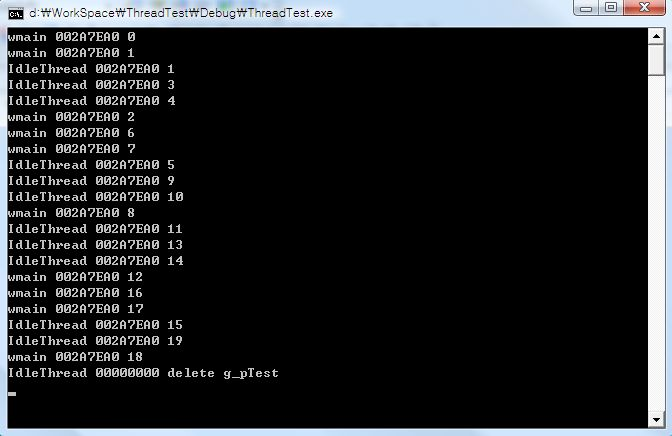 d:₩WorkSpace₩ThreadTest₩Debug₩ThreadTest.exe
wmain 002A7EA0 0
wmain 002A7EA0 1
IdleThread 002A7EA0 1
IdleThread 002A7EA0 3
IdleThread 002A7EA0 4
wmain 002A7EA0 2
wmain 002A7EA0 6
wmain 002A7EA0 7
IdleThread 002A7EA0 5
IdleThread 002A7EA0 9
IdleThread 002A7EA0 10
wmain 002A7EA0 8
IdleThread 002A7EA0 11
IdleThread 002A7EA0 13
IdleThread 002A7EA0 14
wmain 002A7EA0 12
wmain 002A7EA0 16
wmain 002A7EA0 17
IdleThread 002A7EA0 15
IdleThread 002A7EA0 19
wmain 002A7EA0 18
IdleThread 00000000 delete g_pTest